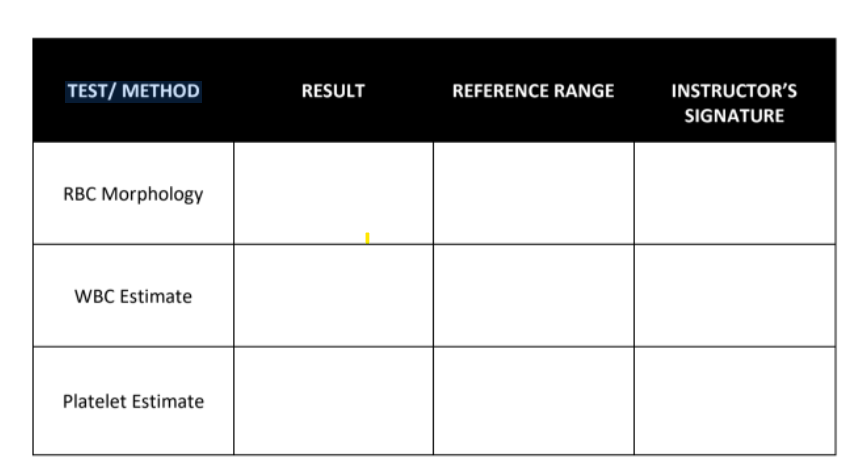 TEST/ METHOD
RESULT
REFERENCE RANGE
INSTRUCTOR'S
SIGNATURE
RBC Morphology
WBC Estimate
Platelet Estimate